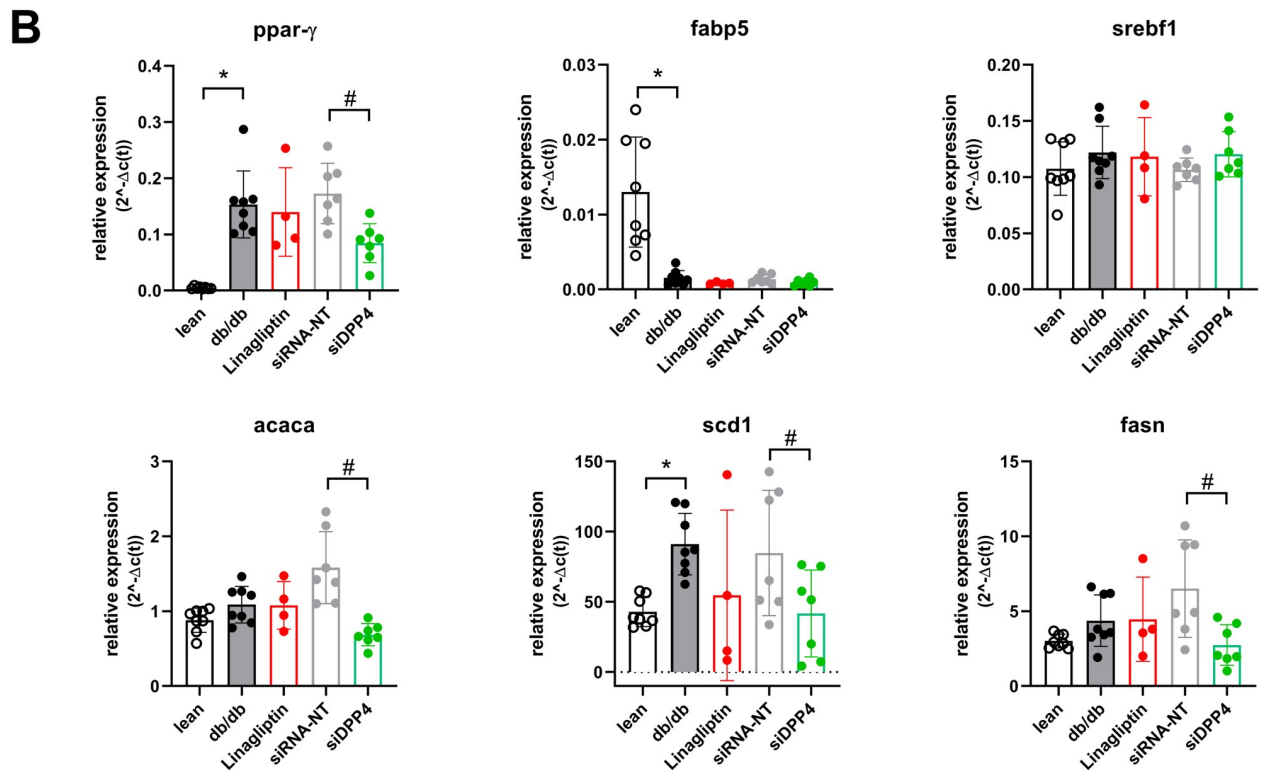 B
ppar-γ
relative expression
(2^-Δc(t))
0.4
0.3
0.2
0.1
0.0
*
#
lean
db/db
Linagliptin
siRNA-NT
siDPP4
fabp5
relative expression
(2^-Δc(t))
0.03
0.02
0.01
0.00
*
lean
db/db
Linagliptin
siRNA-NT
siDPP4
srebf1
relative expression
(2^-Δc(t))
0.20
0.15
0.10
0.05
0.00
lean
db/db
Linagliptin
siRNA-NT
siDPP4
acaca
relative expression
(2^-Δc(t))
3
2
1
0
#
lean
db/db
Linagliptin
siRNA-NT
siDPP4
scd1
relative expression
(2^-Δc(t))
150
100
50
0
*
#
lean
db/db
Linagliptin
siRNA-NT
siDPP4
fasn
relative expression
(2^-Δc(t))
15
10
5
0
#
lean
db/db
Linagliptin
siRNA-NT
siDPP4